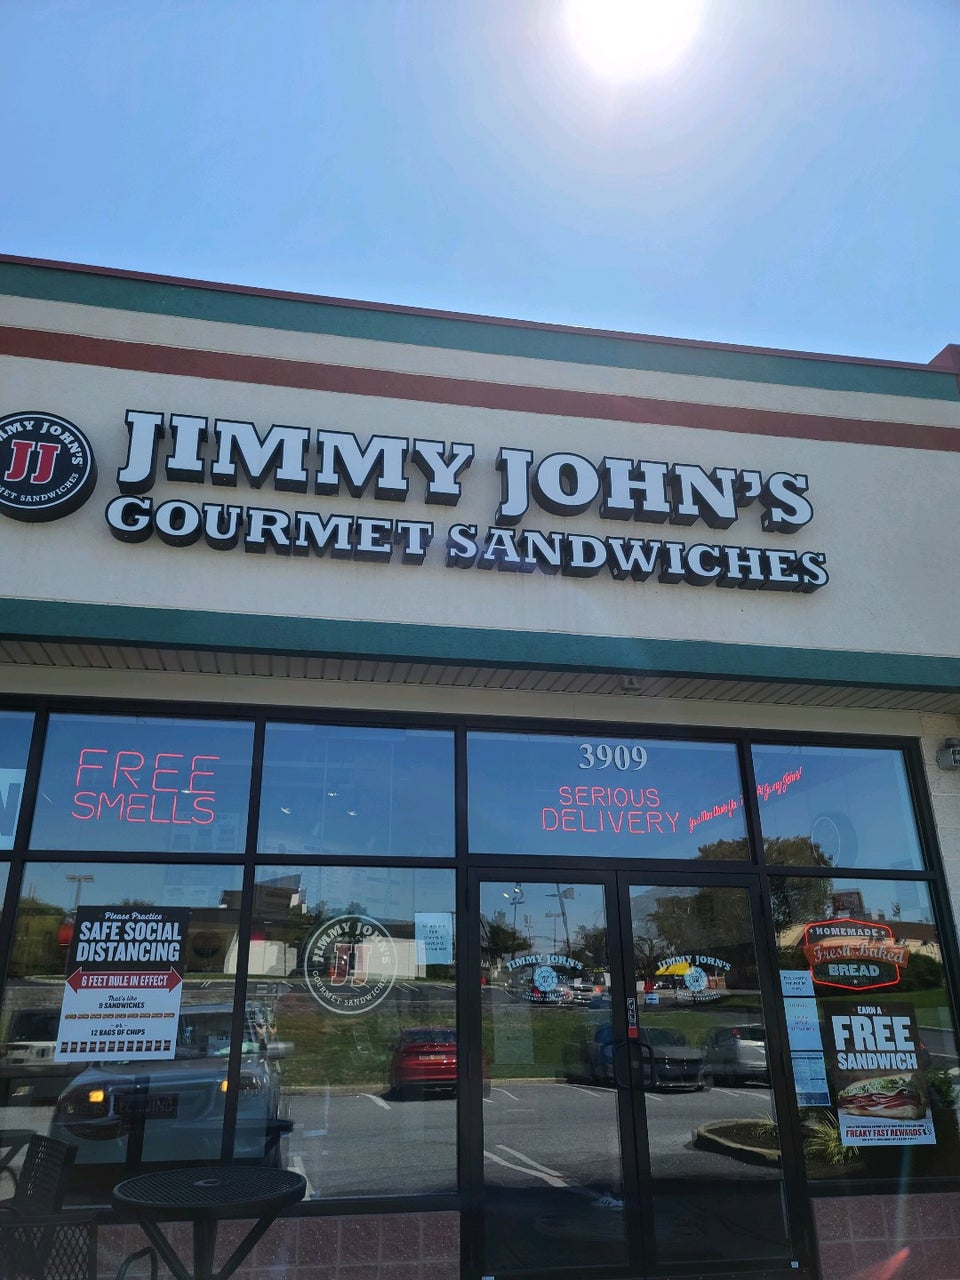 JIMMY JOHN'S
JJ
GOURMET SANDWICHES
JIMMY JOHN'S
GOURMET SANDWICHES
FREE
SMELLS
3909
SERIOUS
DELIVERY
Please Practice
SAFE SOCIAL
DISTANCING
6 FEET RULE IN EFFECT
That's like
9 SANDWICHES
- or -
12 BAGS OF CHIPS
JIMMY JOHN'S
JJ
GOURMET SANDWICHES
JIMMY JOHN'S
JIMMY JOHN'S
HOMEMADE
Fresh Baked
BREAD
EARN A
FREE
SANDWICH
FREAKY FAST REWARDS